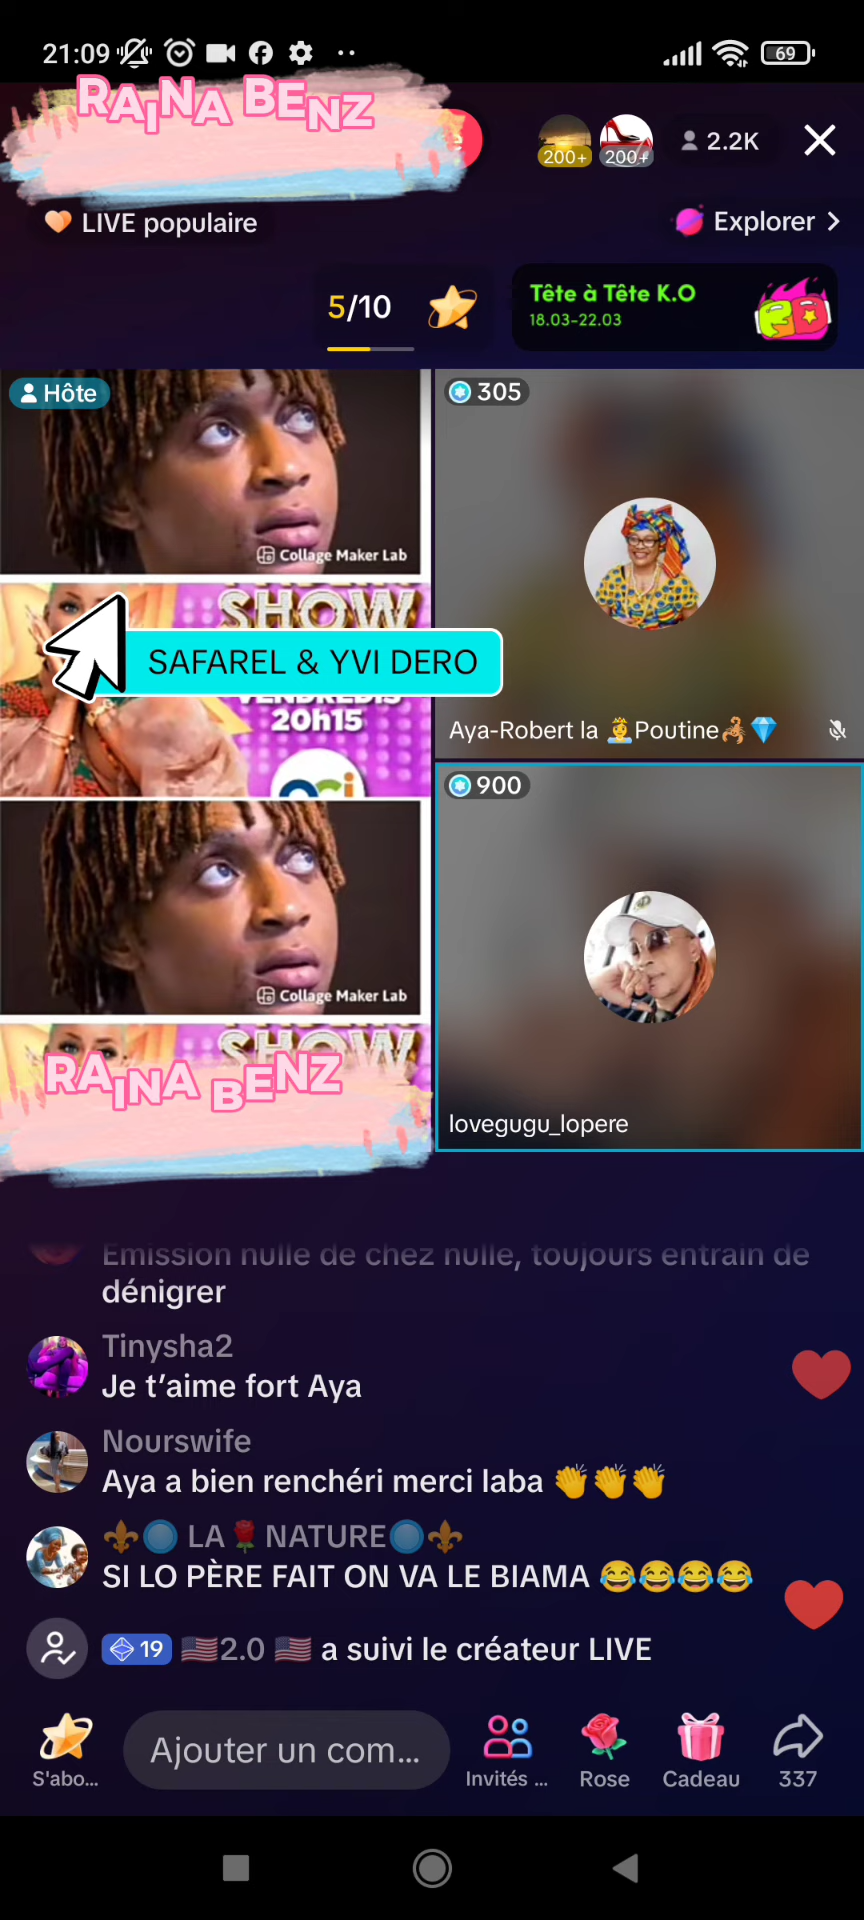 21:09
69
RAINA BENZ
200+
200+
2.2K
LIVE populaire
Explorer
5/10
Tête à Tête K.O
18.03-22.03
Hôte
305
Collage Maker Lab
SHOW
SAFAREL & YVI DERO
VENDREDIS
20h15
Aya-Robert la 👸Poutine🦂💎
900
Collage Maker Lab
SHOW
RAINA BENZ
lovegugu_lopere
Emission nulle de chez nulle, toujours entrain de
dénigrer
Tinysha2
Je t’aime fort Aya
Nourswife
Aya a bien renchéri merci laba 👏👏👏
⚜️🔵 LA🌹NATURE🔵⚜️
SI LO PÈRE FAIT ON VA LE BIAMA 😂😂😂😂
19 🇺🇸2.0 🇺🇸 a suivi le créateur LIVE
S'abo...
Ajouter un com...
Invités ...
Rose
Cadeau
337